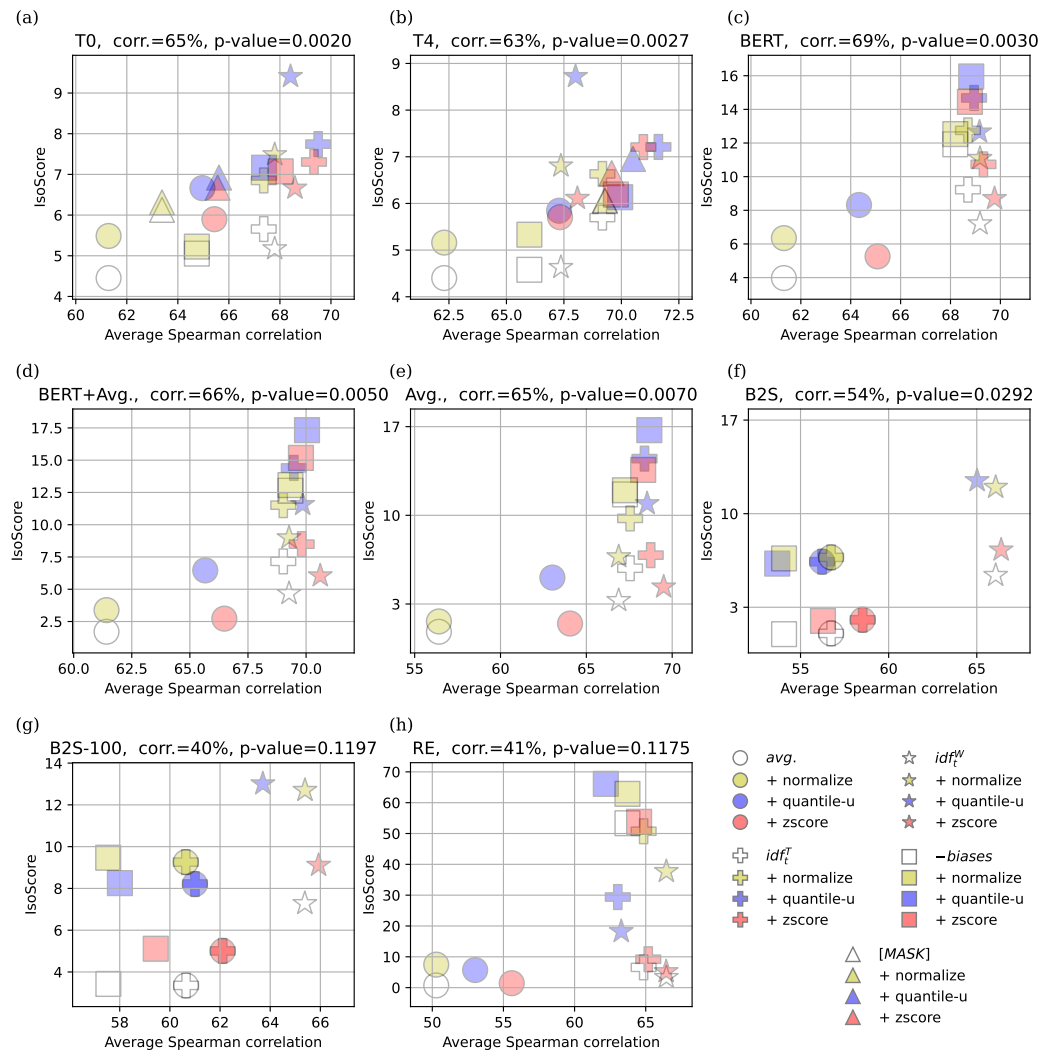 (a)
T0,  corr.=65%, p-value=0.0020
IsoScore
9
8
7
6
5
4
60
62
64
66
68
70
Average Spearman correlation
(b)
T4,  corr.=63%, p-value=0.0027
IsoScore
9
8
7
6
5
4
62.5
65.0
67.5
70.0
72.5
Average Spearman correlation
(c)
BERT,  corr.=69%, p-value=0.0030
IsoScore
16
14
12
10
8
6
4
60
62
64
66
68
70
Average Spearman correlation
(d)
BERT+Avg.,  corr.=66%, p-value=0.0050
IsoScore
17.5
15.0
12.5
10.0
7.5
5.0
2.5
60.0
62.5
65.0
67.5
70.0
Average Spearman correlation
(e)
Avg.,  corr.=65%, p-value=0.0070
IsoScore
17
10
3
55
60
65
70
Average Spearman correlation
(f)
B2S,  corr.=54%, p-value=0.0292
IsoScore
17
10
3
55
60
65
Average Spearman correlation
(g)
B2S-100,  corr.=40%, p-value=0.1197
IsoScore
14
12
10
8
6
4
58
60
62
64
66
Average Spearman correlation
(h)
RE,  corr.=41%, p-value=0.1175
IsoScore
70
60
50
40
30
20
10
0
50
55
60
65
Average Spearman correlation
avg.
+ normalize
+ quantile-u
+ zscore
idf_t^T
+ normalize
+ quantile-u
+ zscore
idf_t^W
+ normalize
+ quantile-u
+ zscore
−biases
+ normalize
+ quantile-u
+ zscore
[MASK]
+ normalize
+ quantile-u
+ zscore